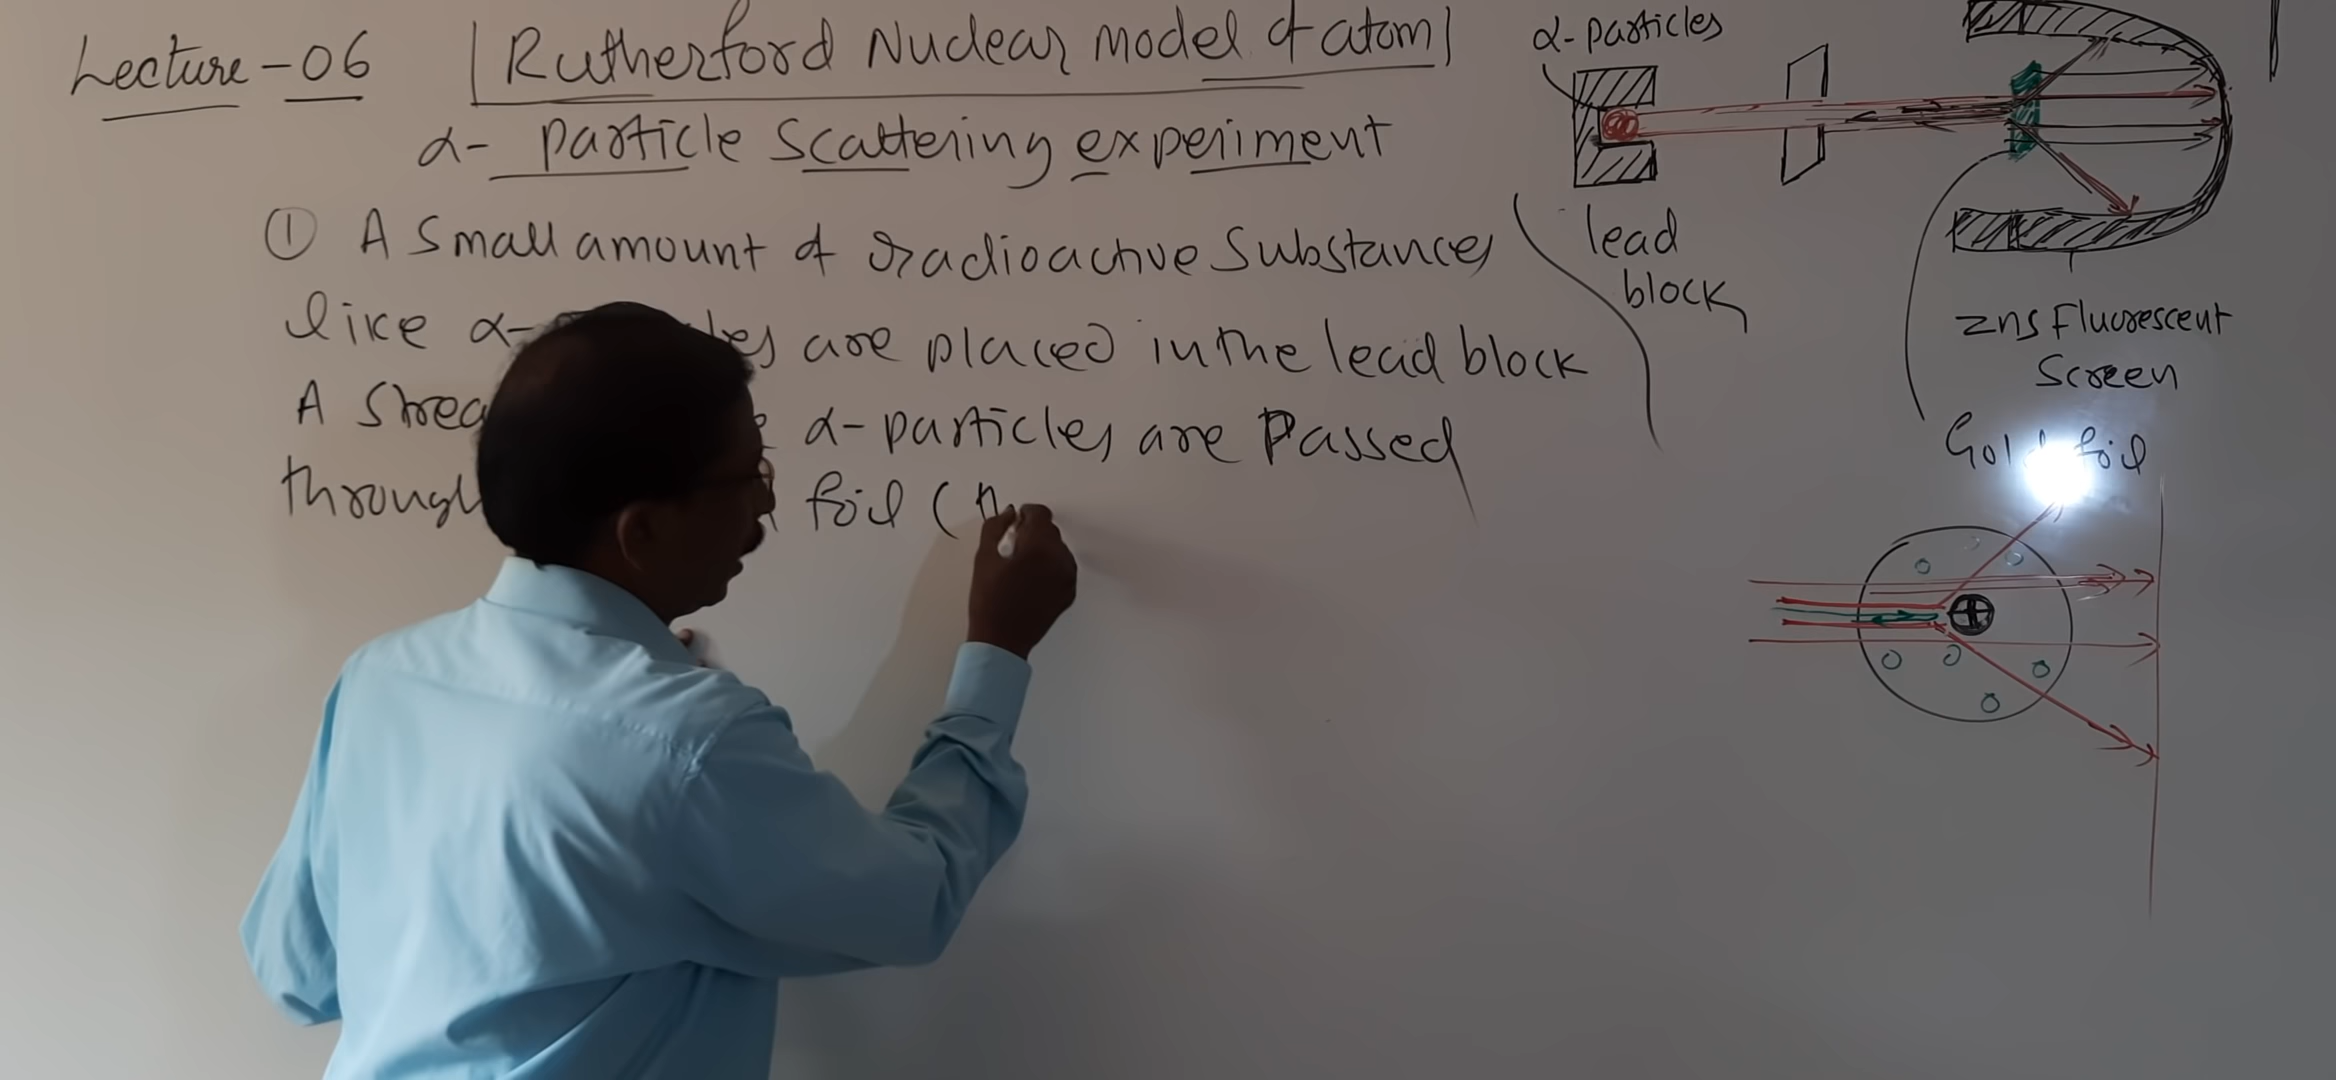 Lecture-06
Rutherford Nuclear model of atom
α- particle scattering experiment
① A small amount of radioactive substances
like α- are placed in the lead block
A α-particles are passed
through foil (
α-particles
lead
block
zns Fluorescent
Screen
Gold foil